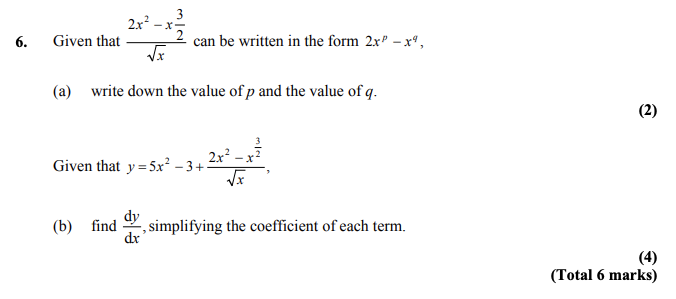 6. Given that \frac{2x^2 - x^{\frac{3}{2}}}{\sqrt{x}} can be written in the form 2x^p – x^q,
(a) write down the value of p and the value of q.
(2)
Given that y = 5x^2 – 3 + \frac{2x^2 - x^{\frac{3}{2}}}{\sqrt{x}},
(b) find \frac{dy}{dx}, simplifying the coefficient of each term.
(4)
(Total 6 marks)